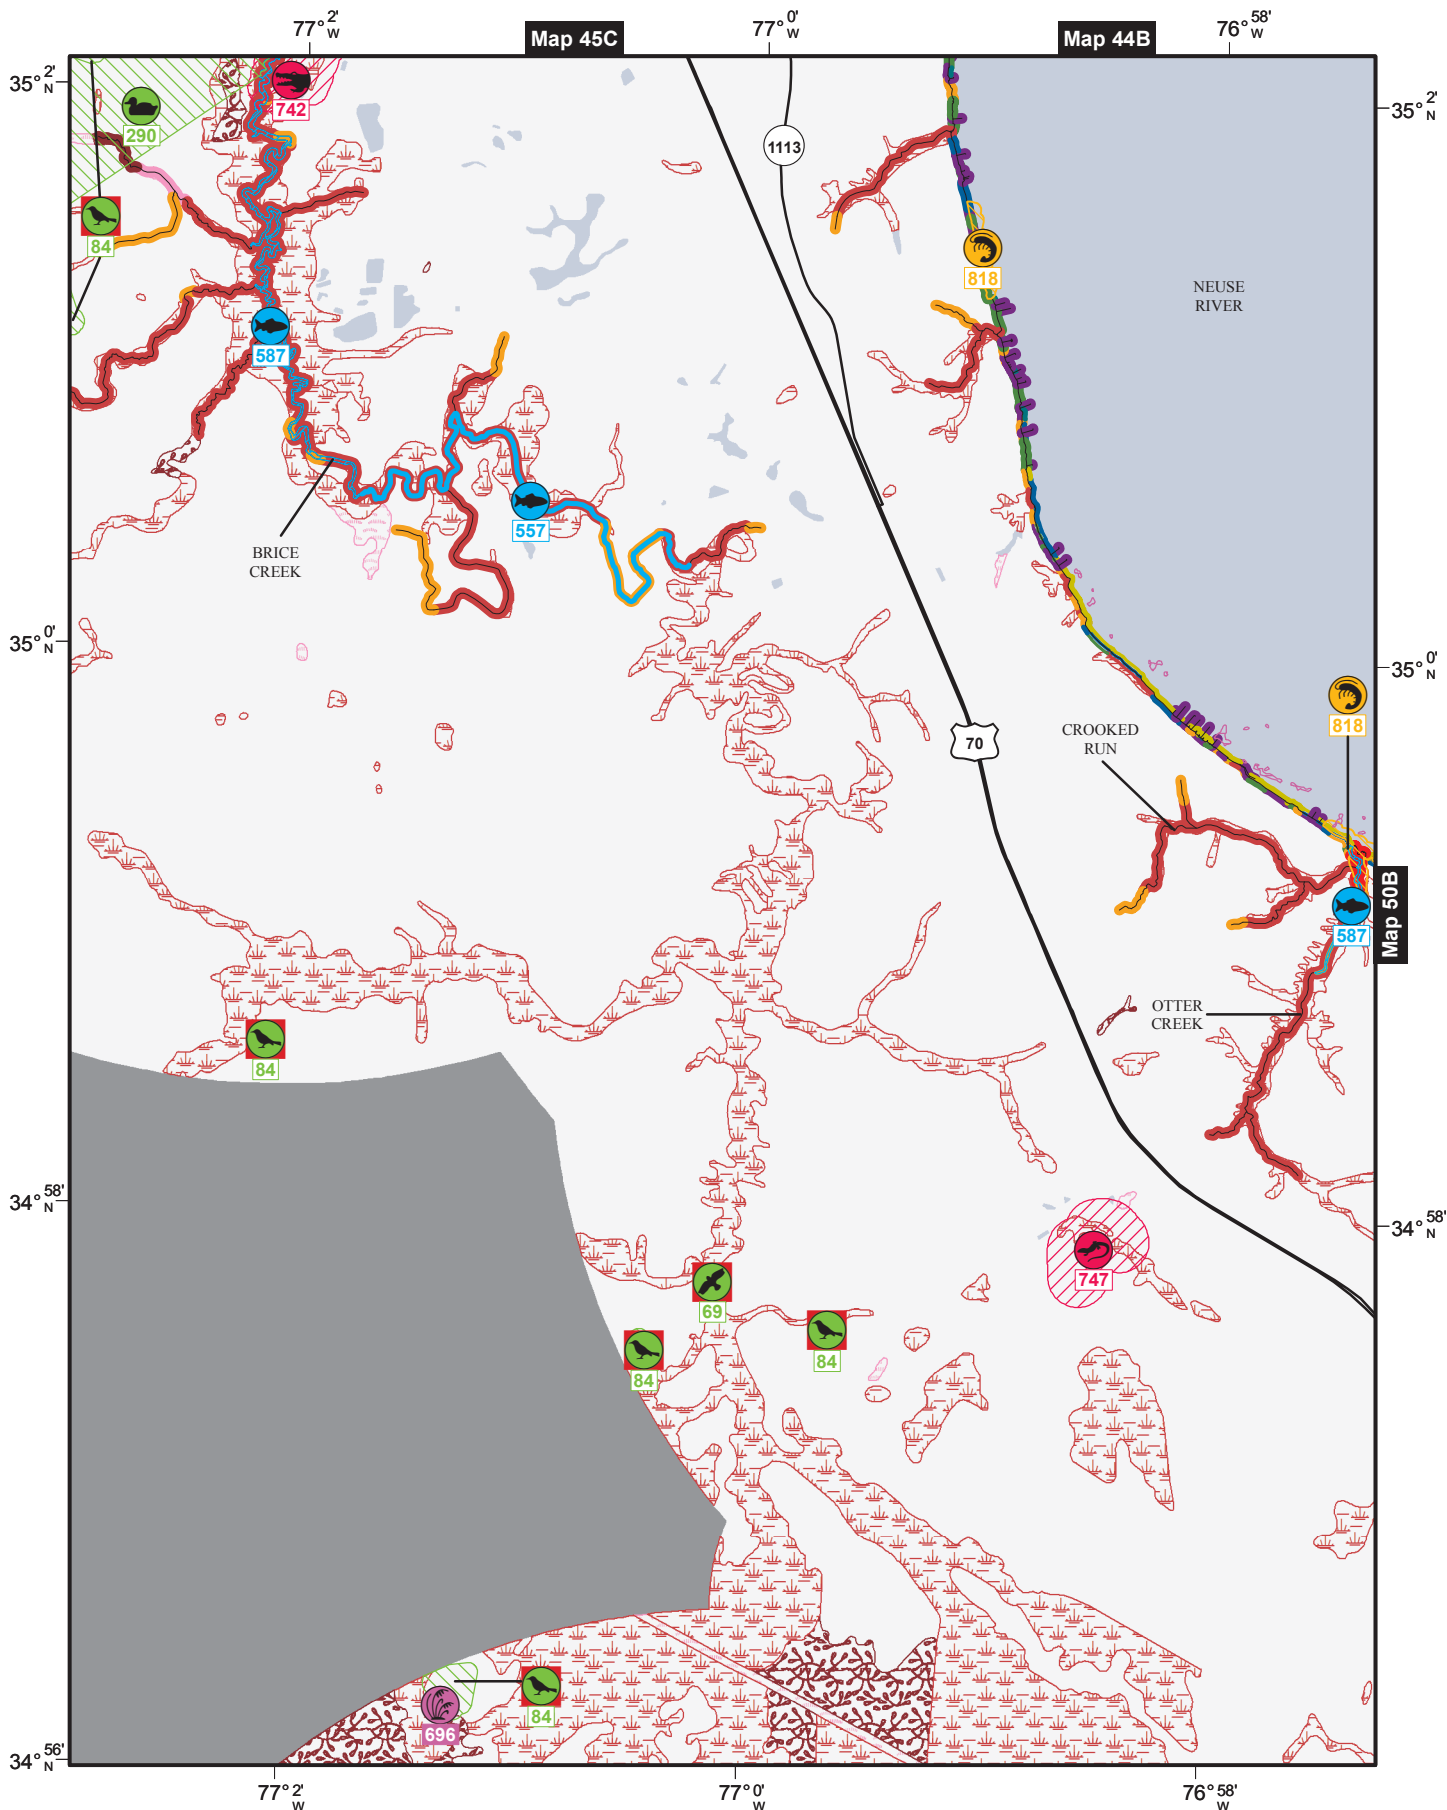 77° 2' W
Map 45C
77° 0' W
Map 44B
76° 58' W
35° 2' N
35° 2' N
742
290
1113
84
818
NEUSE
RIVER
587
557
BRICE
CREEK
35° 0' N
35° 0' N
818
CROOKED
RUN
70
Map 50B
587
OTTER
CREEK
84
34° 58' N
34° 58' N
747
69
84
84
84
696
34° 56' N
77° 2' W
77° 0' W
76° 58' W